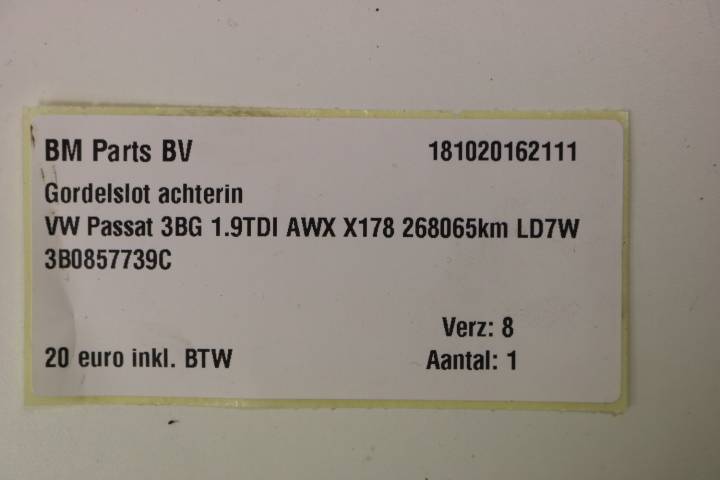 BM Parts BV 181020162111
Gordelslot achterin
VW Passat 3BG 1.9TDI AWX X178 268065km LD7W
3B0857739C
Verz: 8
20 euro inkl. BTW Aantal: 1